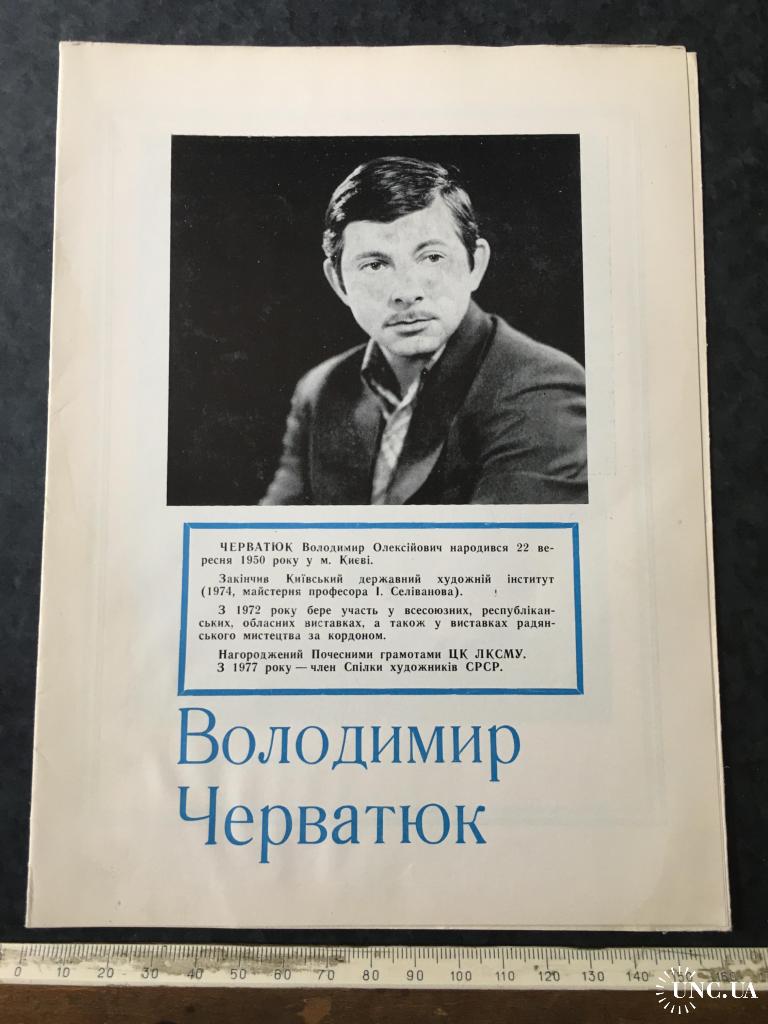 ЧЕРВАТЮК Володимир Олексійович народився 22 ве-
ресня 1950 року у м. Києві.
Закінчив Київський державний художній інститут
(1974, майстерня професора І. Селіванова).
З 1972 року бере участь у всесоюзних, республікан-
ських, обласних виставках, а також у виставках радян-
ського мистецтва за кордоном.
Нагороджений Почесними грамотами ЦК ЛКСМУ.
З 1977 року — член Спілки художників СРСР.
Володимир
Черватюк
0 10 20 30 40 50 60 70 80 90 100 110 120 130 140 150 160
UNC.UA